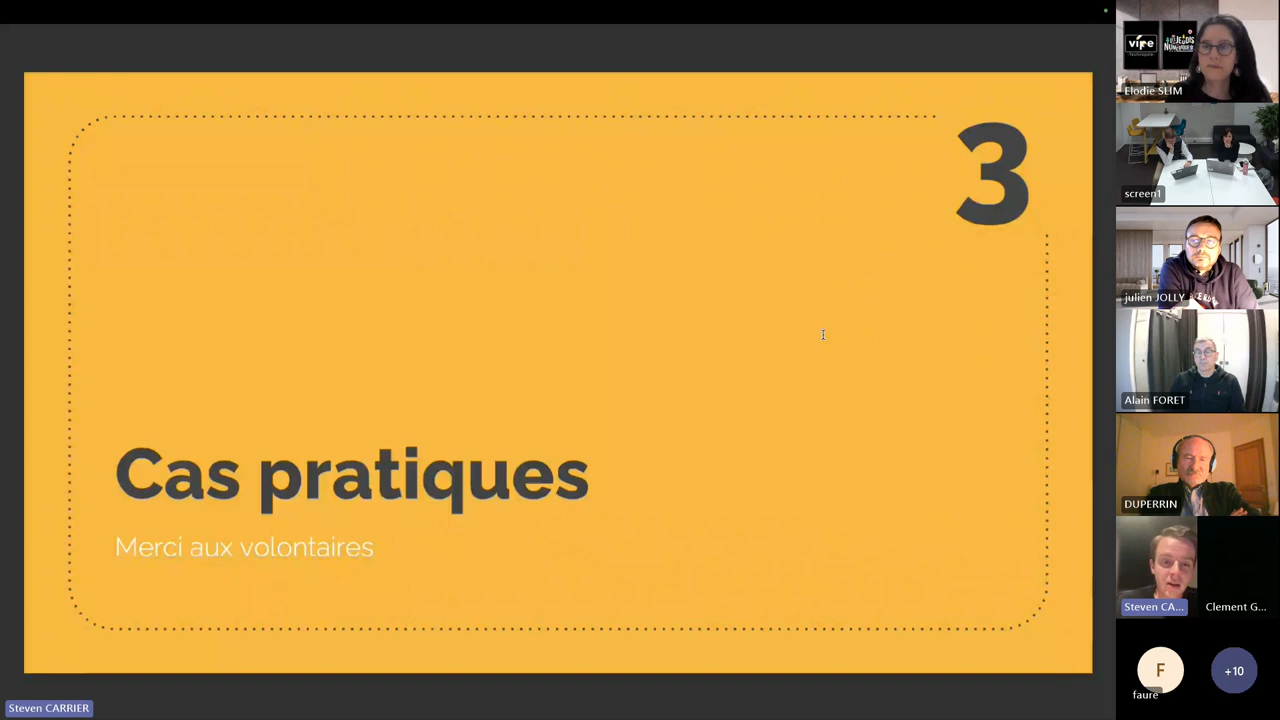 3
Cas pratiques
Merci aux volontaires
Steven CARRIER
vipe
Elodie SLIM
screen1
julien JOLLY
Alain FORET
DUPERRIN
Steven CA...
Clement G...
F
faure
+10